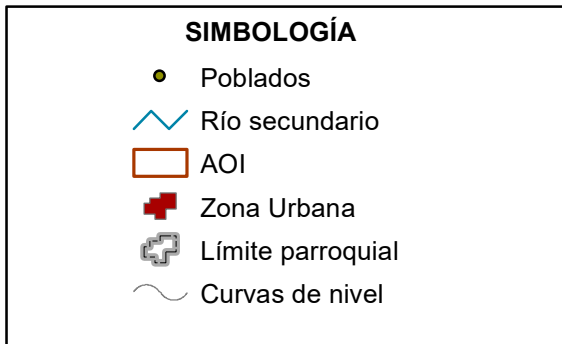 SIMBOLOGÍA
Poblados
Río secundario
AOI
Zona Urbana
Límite parroquial
Curvas de nivel